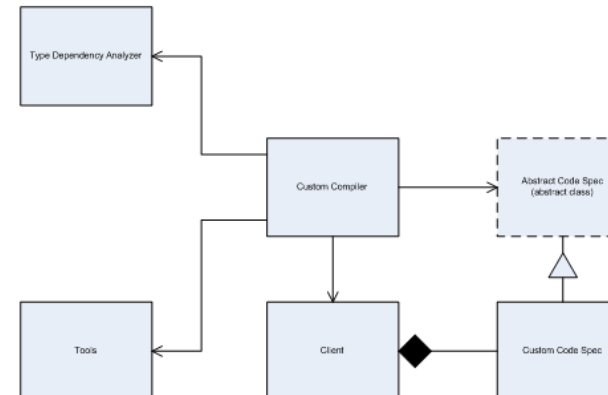 Type Dependency Analyzer
Custom Compiler
Abstract Code Spec
(abstract class)
Tools
Client
Custom Code Spec